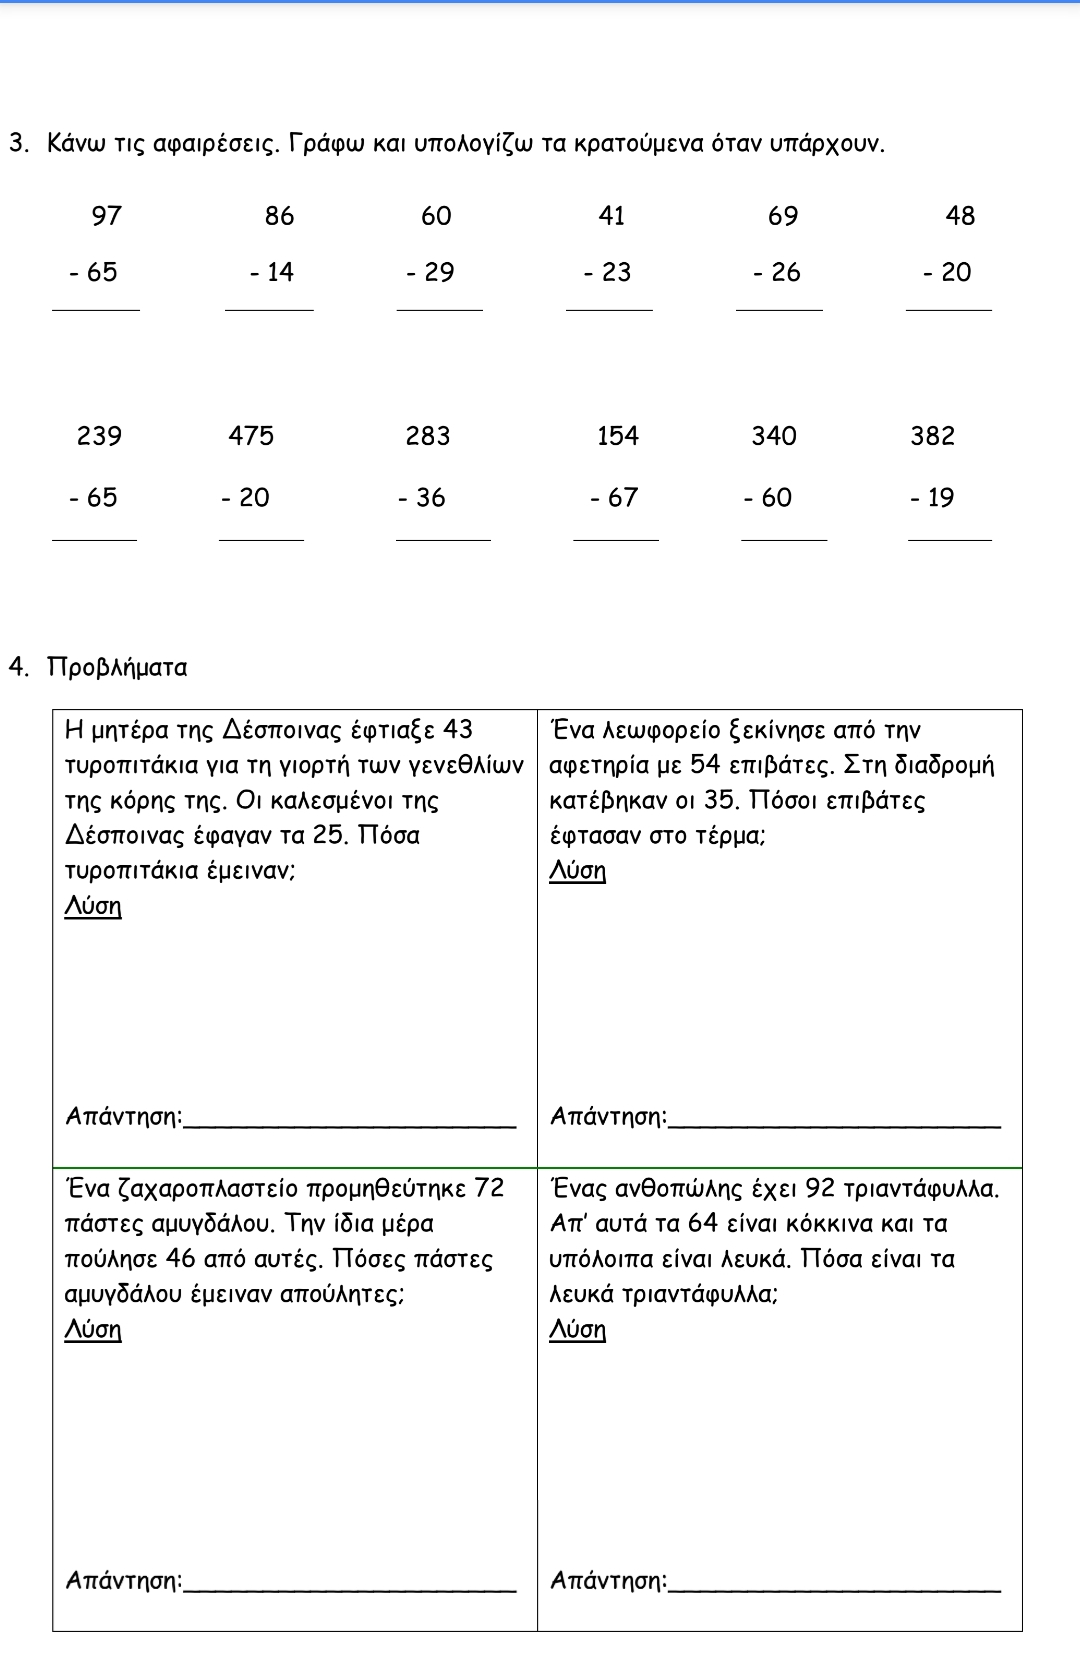 3. Κάνω τις αφαιρέσεις. Γράφω και υπολογίζω τα κρατούμενα όταν υπάρχουν.
97 86 60 41 69 48
- 65 - 14 - 29 - 23 - 26 - 20
239 475 283 154 340 382
- 65 - 20 - 36 - 67 - 60 - 19
4. Προβλήματα
Η μητέρα της Δέσποινας έφτιαξε 43
τυροπιτάκια για τη γιορτή των γενεθλίων
της κόρης της. Οι καλεσμένοι της
Δέσποινας έφαγαν τα 25. Πόσα
τυροπιτάκια έμειναν;
Λύση
Απάντηση:
Ένα λεωφορείο ξεκίνησε από την
αφετηρία με 54 επιβάτες. Στη διαδρομή
κατέβηκαν οι 35. Πόσοι επιβάτες
έφτασαν στο τέρμα;
Λύση
Απάντηση:
Ένα ζαχαροπλαστείο προμηθεύτηκε 72
πάστες αμυγδάλου. Την ίδια μέρα
πούλησε 46 από αυτές. Πόσες πάστες
αμυγδάλου έμειναν απούλητες;
Λύση
Απάντηση:
Ένας ανθοπώλης έχει 92 τριαντάφυλλα.
Απ' αυτά τα 64 είναι κόκκινα και τα
υπόλοιπα είναι λευκά. Πόσα είναι τα
λευκά τριαντάφυλλα;
Λύση
Απάντηση: